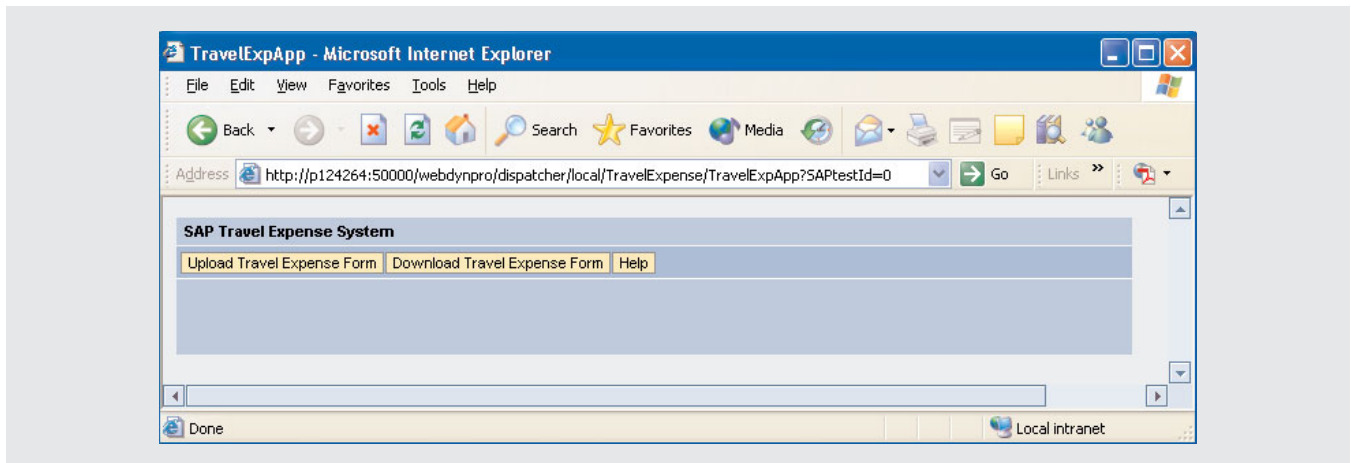 TravelExpApp - Microsoft Internet Explorer
File Edit View Favorites Tools Help
Back Search Favorites Media
Address http://p124264:50000/webdynpro/dispatcher/local/TravelExpense/TravelExpApp?SAPtestId=0 Go Links »
SAP Travel Expense System
Upload Travel Expense Form Download Travel Expense Form Help
Done Local intranet